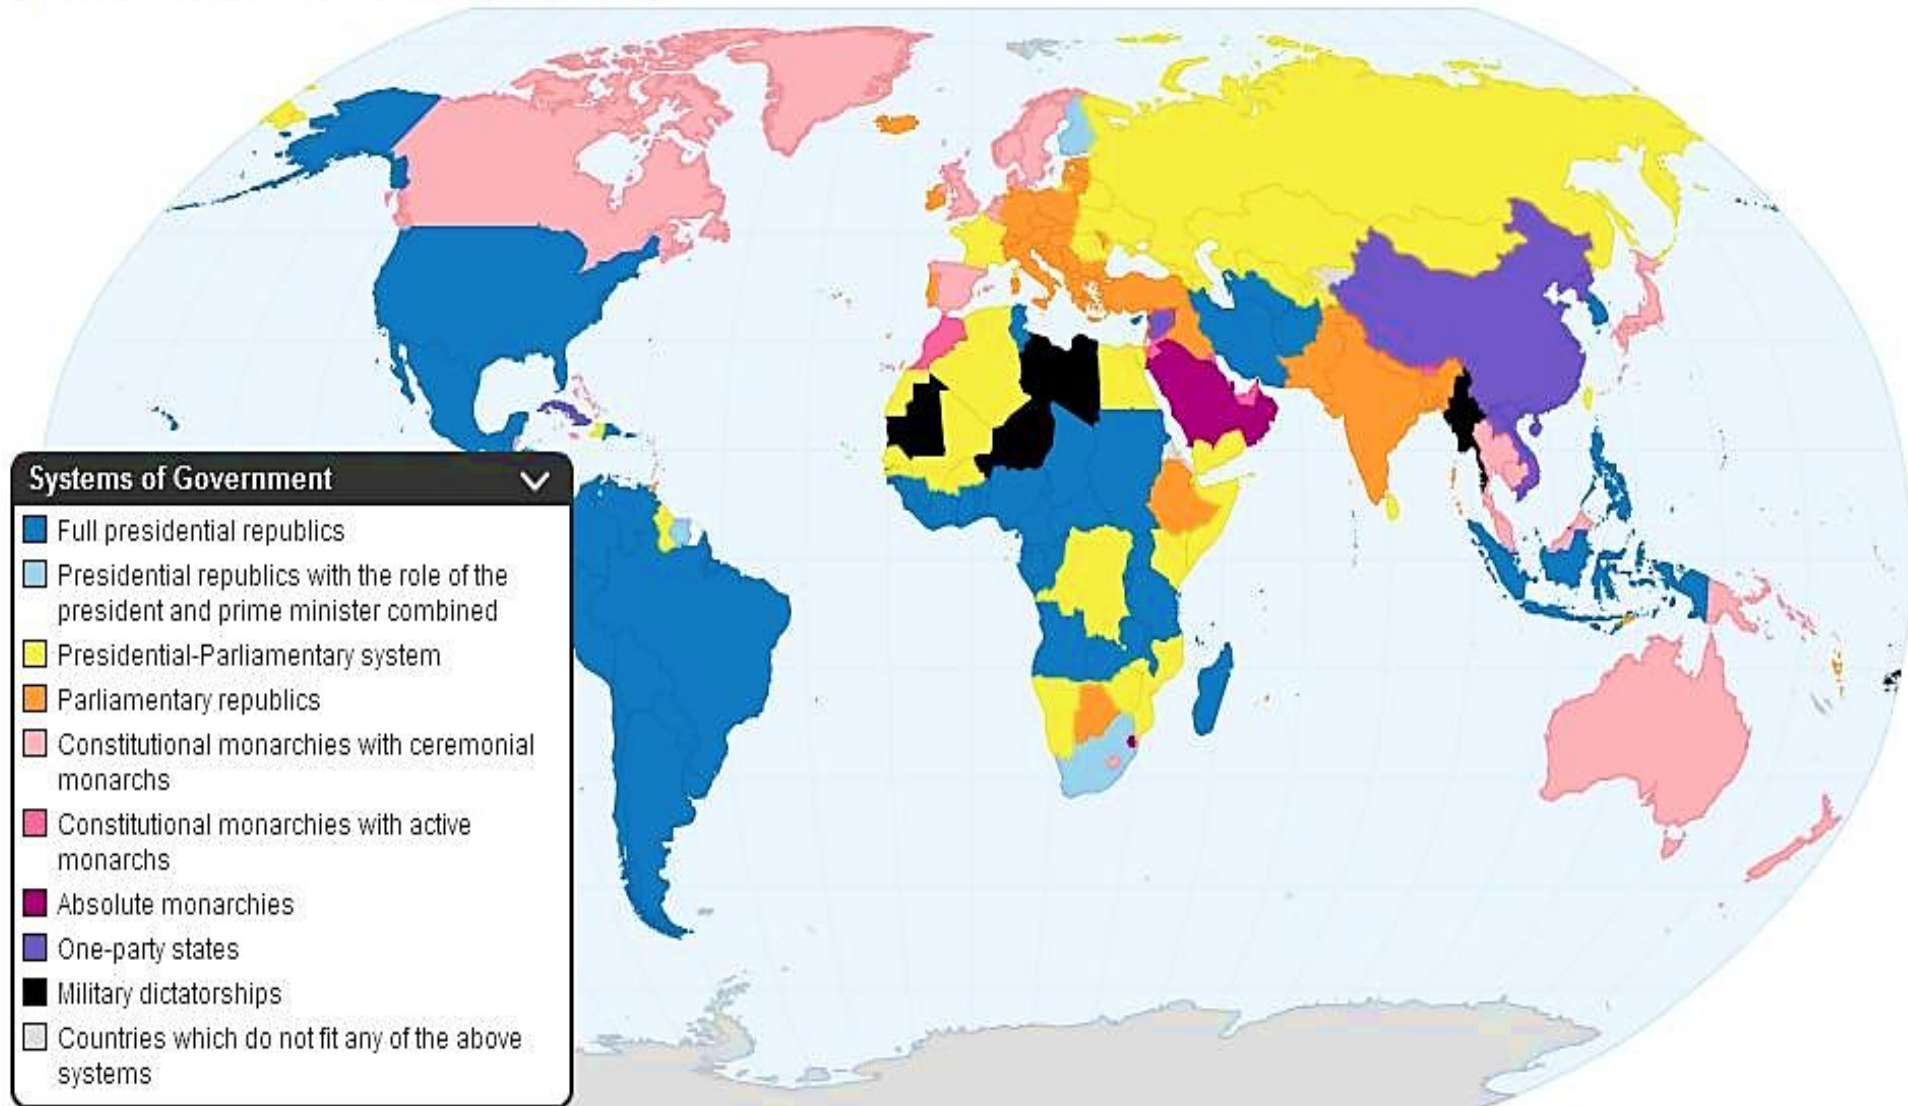 Systems of Government
Full presidential republics
Presidential republics with the role of the
president and prime minister combined
Presidential-Parliamentary system
Parliamentary republics
Constitutional monarchies with ceremonial
monarchs
Constitutional monarchies with active
monarchs
Absolute monarchies
One-party states
Military dictatorships
Countries which do not fit any of the above
systems